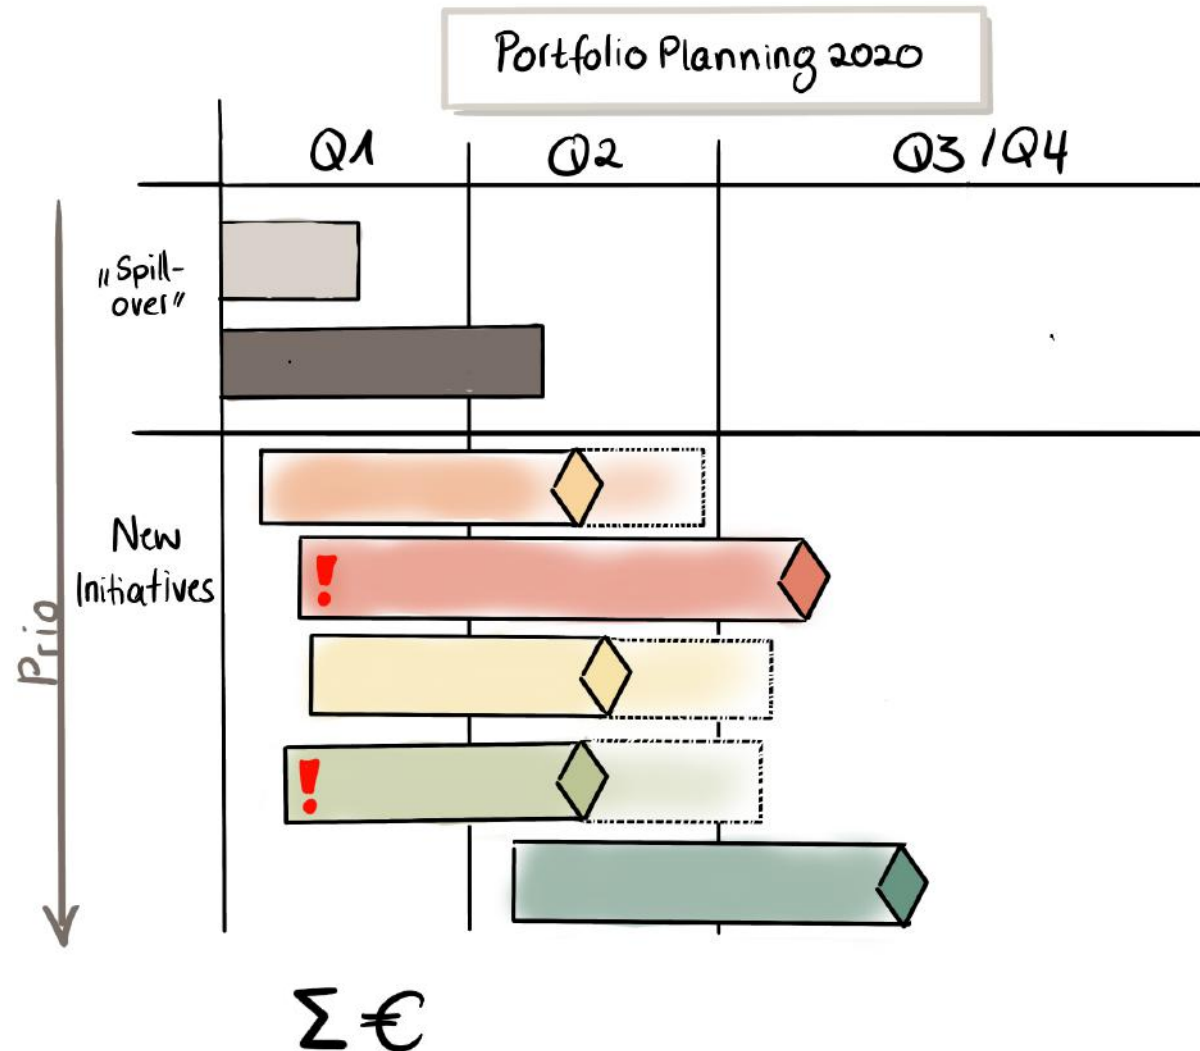 Portfolio Planning 2020
Q1 Q2 Q3/Q4
„Spill-
over”
New
Initiatives
!
!
Prio
Σ €